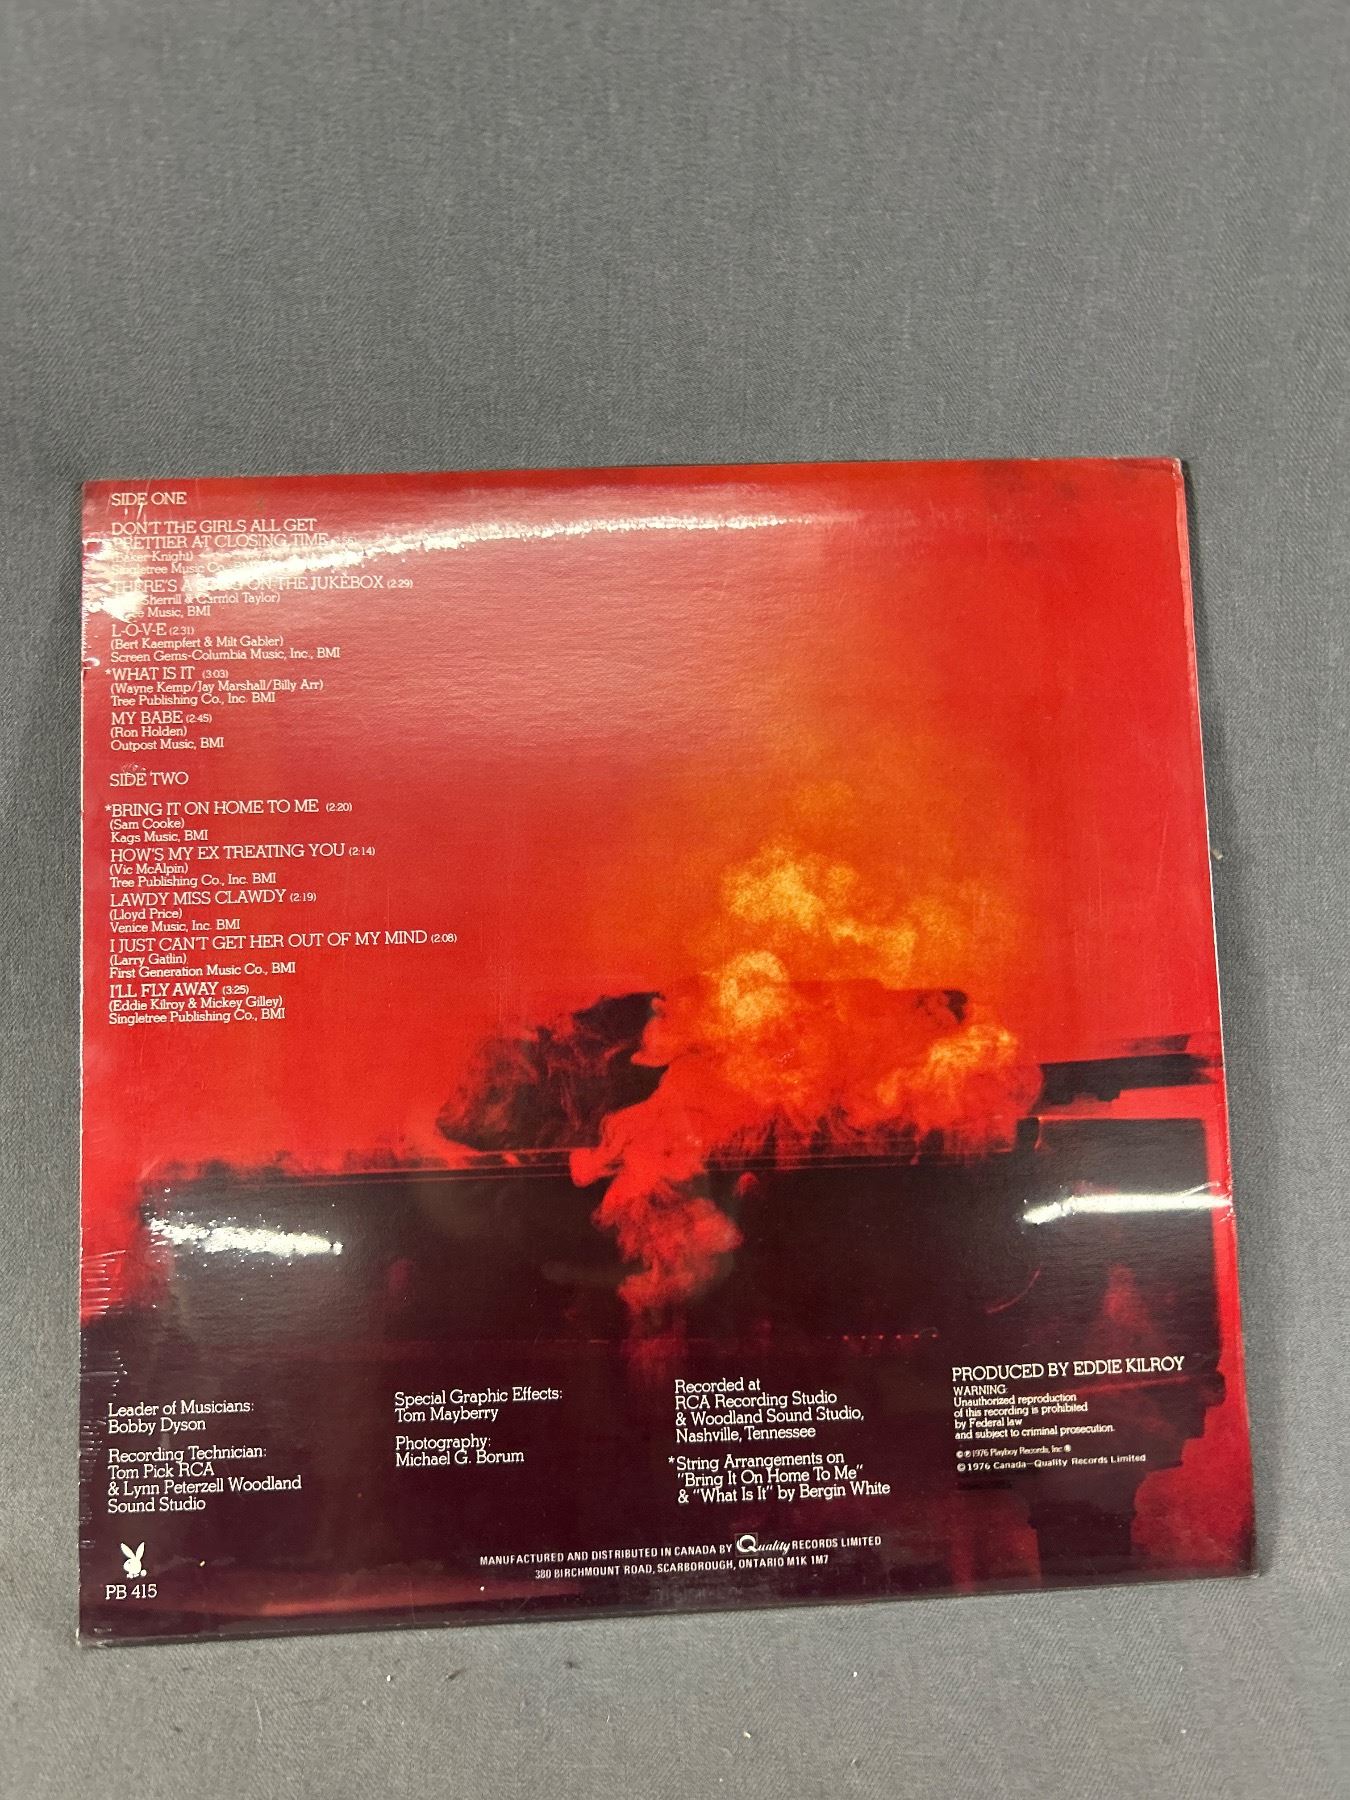 SIDE ONE
DON'T THE GIRLS ALL GET
PRETTIER AT CLOSING TIME
(Baker Knight)
Singletree Music Co.,
*THERE'S A SONG ON THE JUKEBOX (2:29)
Sherrill & Carmol Taylor)
Music, BMI
L-O-V-E (2:31)
(Bert Kaempfert & Milt Gabler)
Screen Gems-Columbia Music, Inc., BMI
*WHAT IS IT (3:03)
(Wayne Kemp/Jay Marshall/Billy Arr)
Tree Publishing Co., Inc. BMI
MY BABE (2:45)
(Ron Holden)
Outpost Music, BMI
SIDE TWO
*BRING IT ON HOME TO ME (2:20)
(Sam Cooke)
Kags Music, BMI
HOW'S MY EX TREATING YOU (2:14)
(Vic McAlpin)
Tree Publishing Co., Inc. BMI
LAWDY MISS CLAWDY (2:19)
(Lloyd Price)
Venice Music, Inc. BMI
I JUST CAN'T GET HER OUT OF MY MIND (2:08)
(Larry Gatlin)
First Generation Music Co., BMI
I'LL FLY AWAY (3:25)
(Eddie Kilroy & Mickey Gilley)
Singletree Publishing Co., BMI
Leader of Musicians:
Bobby Dyson
Recording Technician:
Tom Pick RCA
& Lynn Peterzell Woodland
Sound Studio
PB 415
Special Graphic Effects:
Tom Mayberry
Photography:
Michael G. Borum
Recorded at
RCA Recording Studio
& Woodland Sound Studio,
Nashville, Tennessee
*String Arrangements on
"Bring It On Home To Me"
& "What Is It" by Bergin White
PRODUCED BY EDDIE KILROY
WARNING:
Unauthorized reproduction
of this recording is prohibited
by Federal law
and subject to criminal prosecution.
©℗1976 Playboy Records, Inc ®
©1976 Canada—Quality Records Limited
MANUFACTURED AND DISTRIBUTED IN CANADA BY Quality RECORDS LIMITED
380 BIRCHMOUNT ROAD, SCARBOROUGH, ONTARIO M1K 1M7